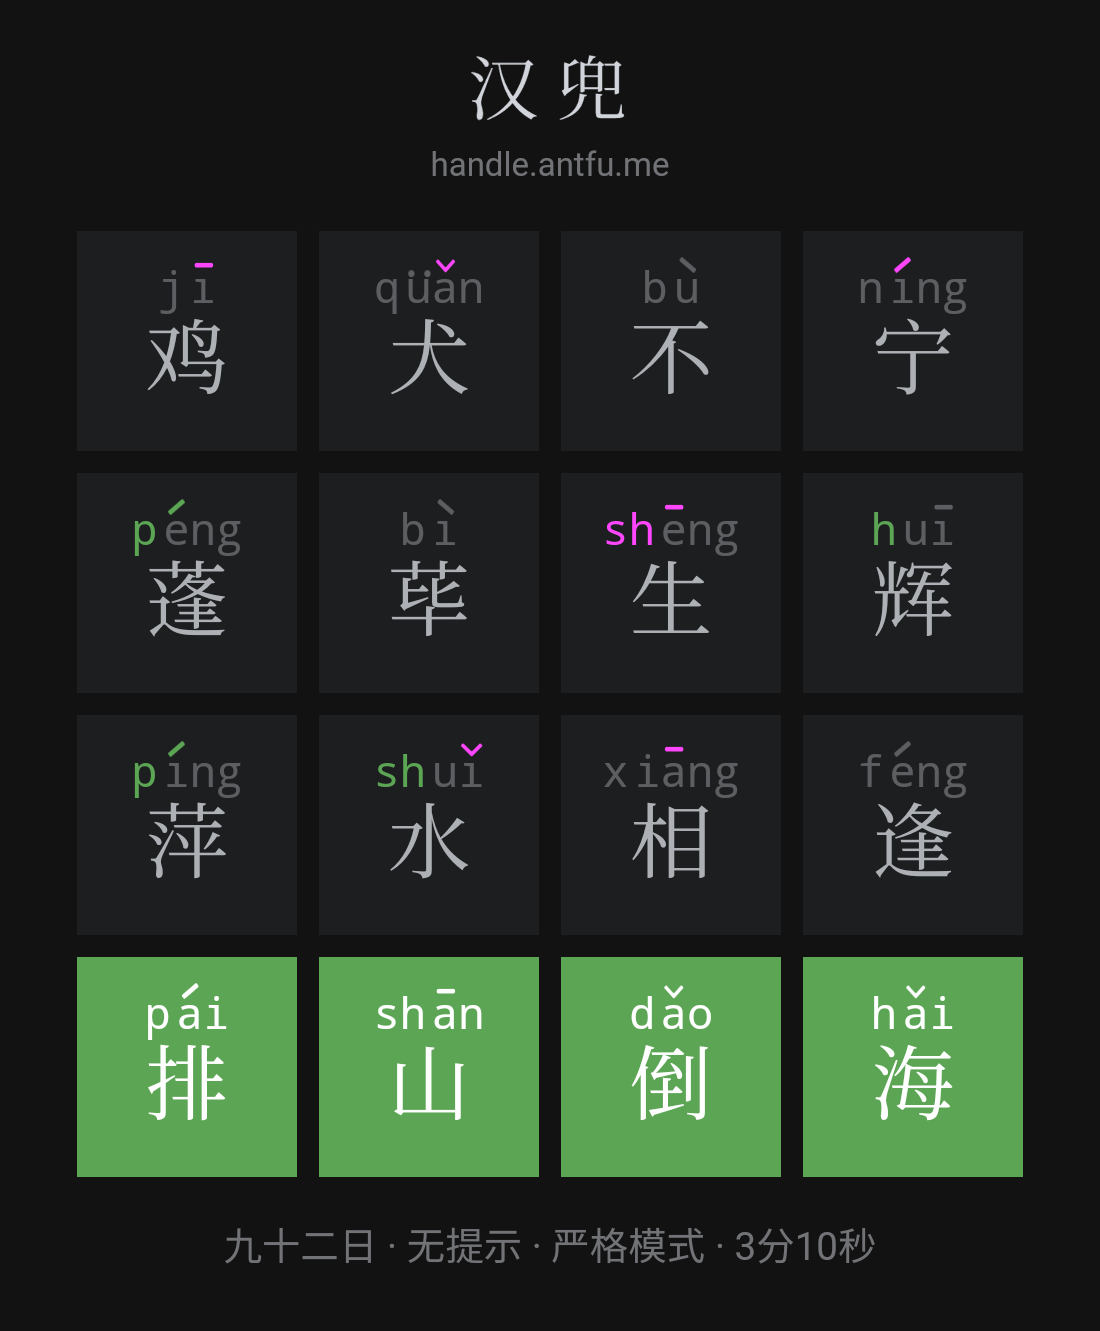 汉兜
handle.antfu.me
jī qüǎn bù níng
鸡 犬 不 宁
péng bì shēng huī
蓬 荜 生 辉
píng shuǐ xiāng féng
萍 水 相 逢
pái shān dǎo hǎi
排 山 倒 海
九十二日 · 无提示 · 严格模式 · 3分10秒